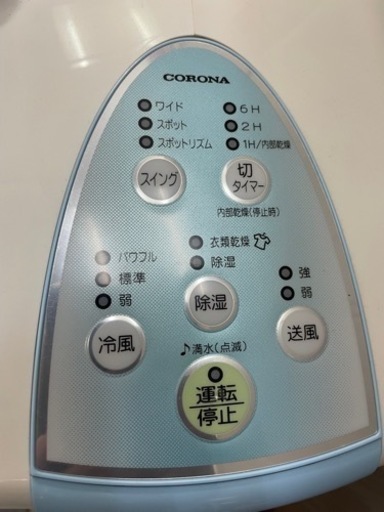 CORONA
ワイド
スポット
スポットリズム
スイング
6H
2H
1H/内部乾燥
切
タイマー
内部乾燥(停止時)
パワフル
標準
弱
冷風
衣類乾燥
除湿
除湿
強
弱
送風
♪満水(点滅)
運転
停止